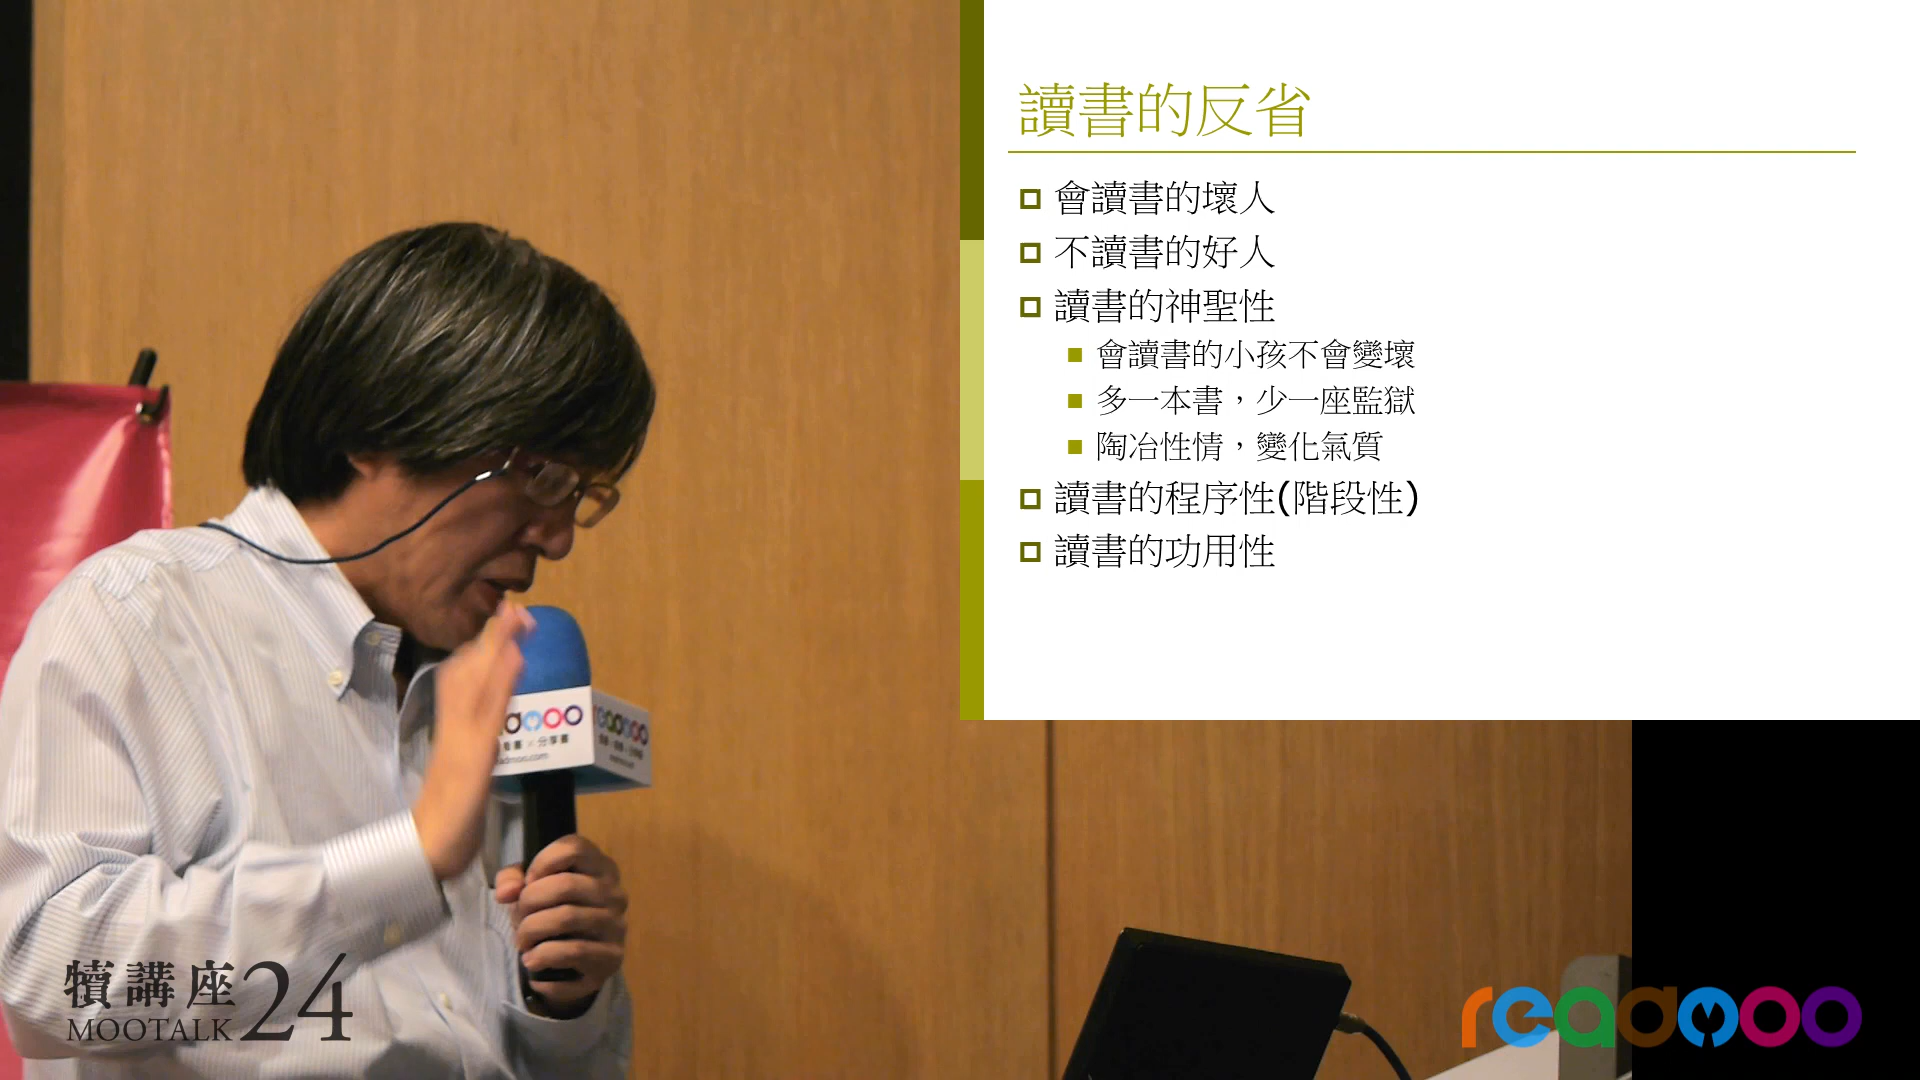 讀書的反省
會讀書的壞人
不讀書的好人
讀書的神聖性
會讀書的小孩不會變壞
多一本書，少一座監獄
陶冶性情，變化氣質
讀書的程序性(階段性)
讀書的功用性
readmoo
犢講座24
MOOTALK
readmoo